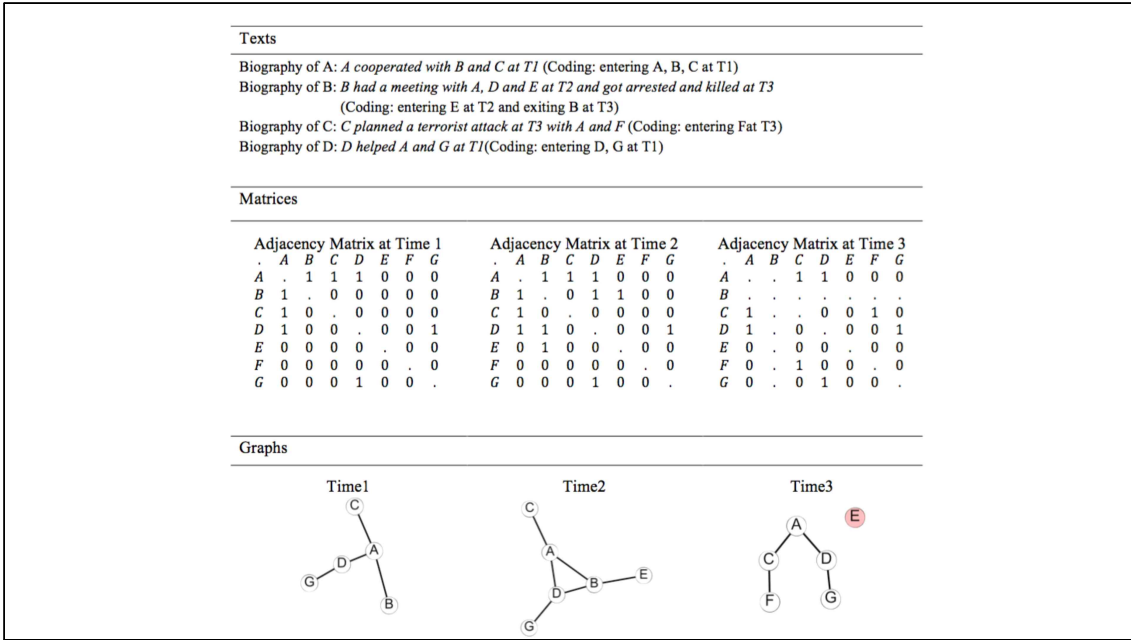 Texts
Biography of A: A cooperated with B and C at T1 (Coding: entering A, B, C at T1)
Biography of B: B had a meeting with A, D and E at T2 and got arrested and killed at T3
(Coding: entering E at T2 and exiting B at T3)
Biography of C: C planned a terrorist attack at T3 with A and F (Coding: entering Fat T3)
Biography of D: D helped A and G at T1(Coding: entering D, G at T1)
Matrices
Adjacency Matrix at Time 1 Adjacency Matrix at Time 2 Adjacency Matrix at Time 3
. A B C D E F G . A B C D E F G . A B C D E F G
A . 1 1 1 0 0 0 A . 1 1 1 0 0 0 A . . 1 1 0 0 0
B 1 . 0 0 0 0 0 B 1 . 0 1 1 0 0 B . . . . . . .
C 1 0 . 0 0 0 0 C 1 0 . 0 0 0 0 C 1 . . 0 0 1 0
D 1 0 0 . 0 0 1 D 1 1 0 . 0 0 1 D 1 . 0 . 0 0 1
E 0 0 0 0 . 0 0 E 0 1 0 0 . 0 0 E 0 . 0 0 . 0 0
F 0 0 0 0 0 . 0 F 0 0 0 0 0 . 0 F 0 . 1 0 0 . 0
G 0 0 0 1 0 0 . G 0 0 0 1 0 0 . G 0 . 0 1 0 0 .
Graphs
Time1 Time2 Time3
C C A E
A A C D
D D B E F G
G G
B